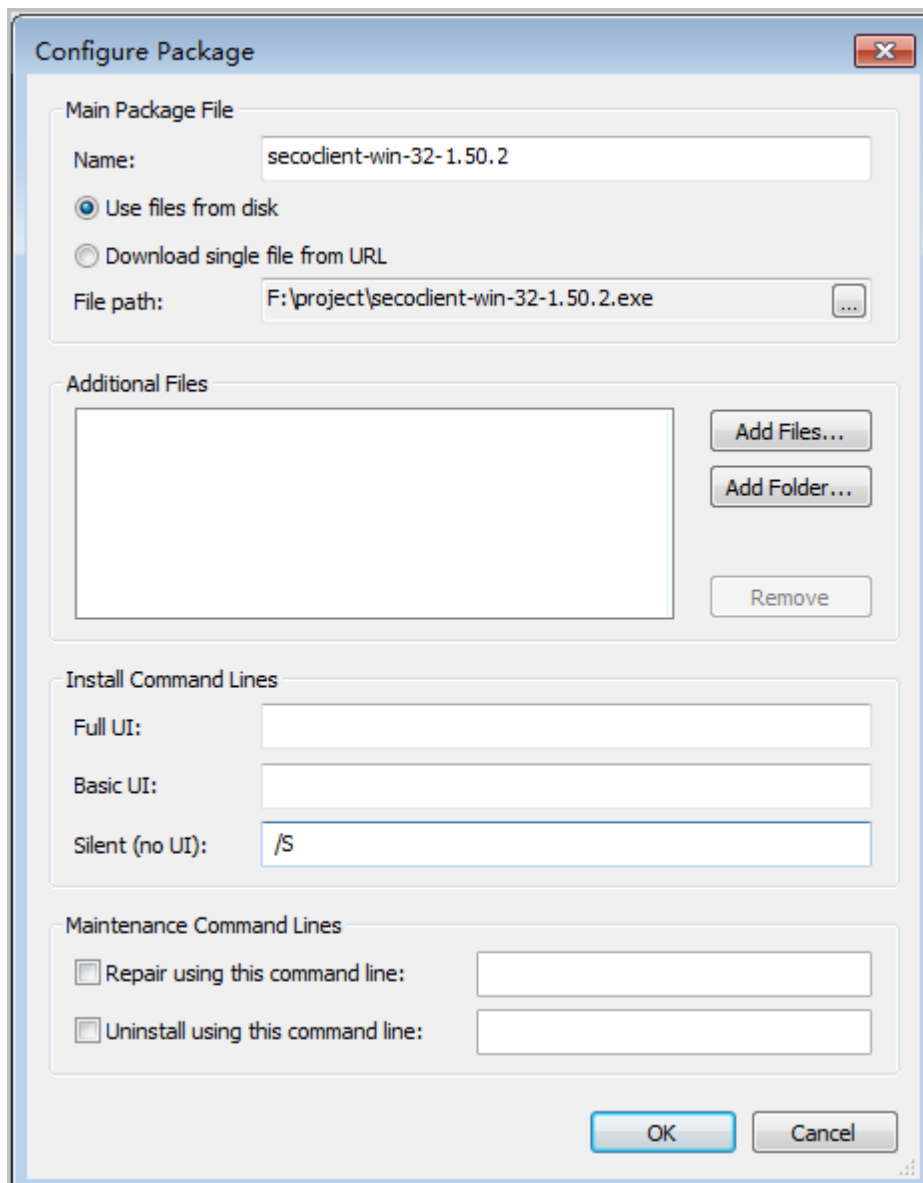 Configure Package
Main Package File
Name: secoclient-win-32-1.50.2
Use files from disk
Download single file from URL
File path: F:\project\secoclient-win-32-1.50.2.exe ...
Additional Files
Add Files...
Add Folder...
Remove
Install Command Lines
Full UI:
Basic UI:
Silent (no UI): /S
Maintenance Command Lines
Repair using this command line:
Uninstall using this command line:
OK Cancel